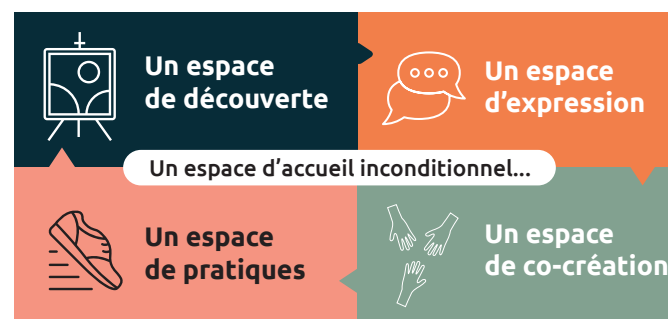 Un espace
de découverte
Un espace
d’expression
Un espace d’accueil inconditionnel...
Un espace
de pratiques
Un espace
de co-création